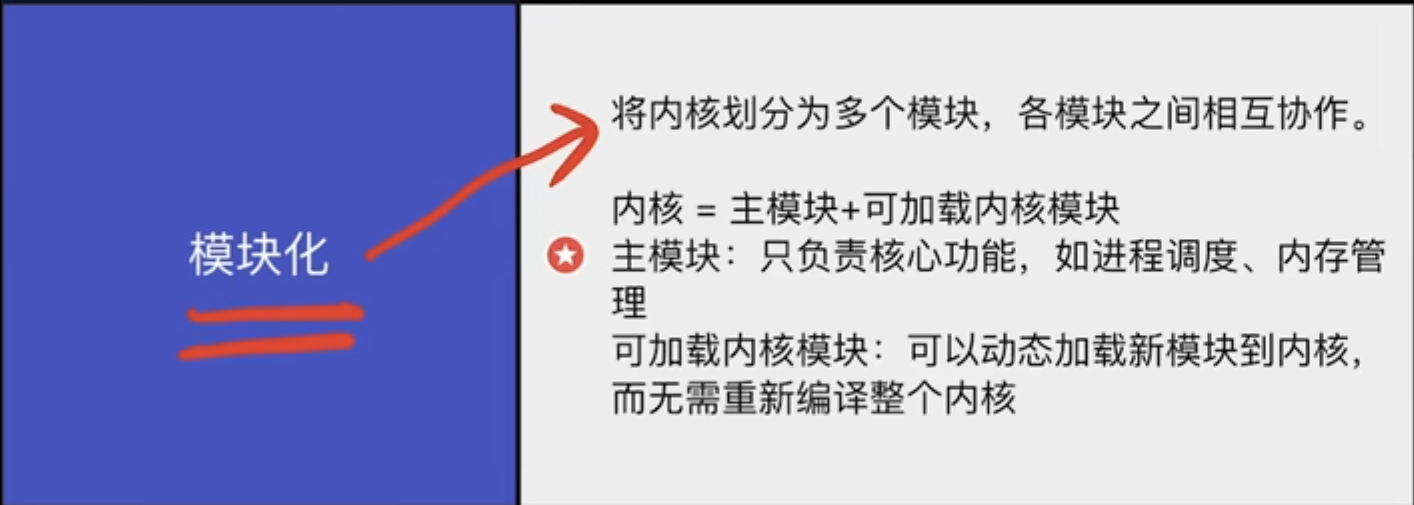 模块化
将内核划分为多个模块，各模块之间相互协作。
内核 = 主模块+可加载内核模块
主模块：只负责核心功能，如进程调度、内存管
理
可加载内核模块：可以动态加载新模块到内核，
而无需重新编译整个内核